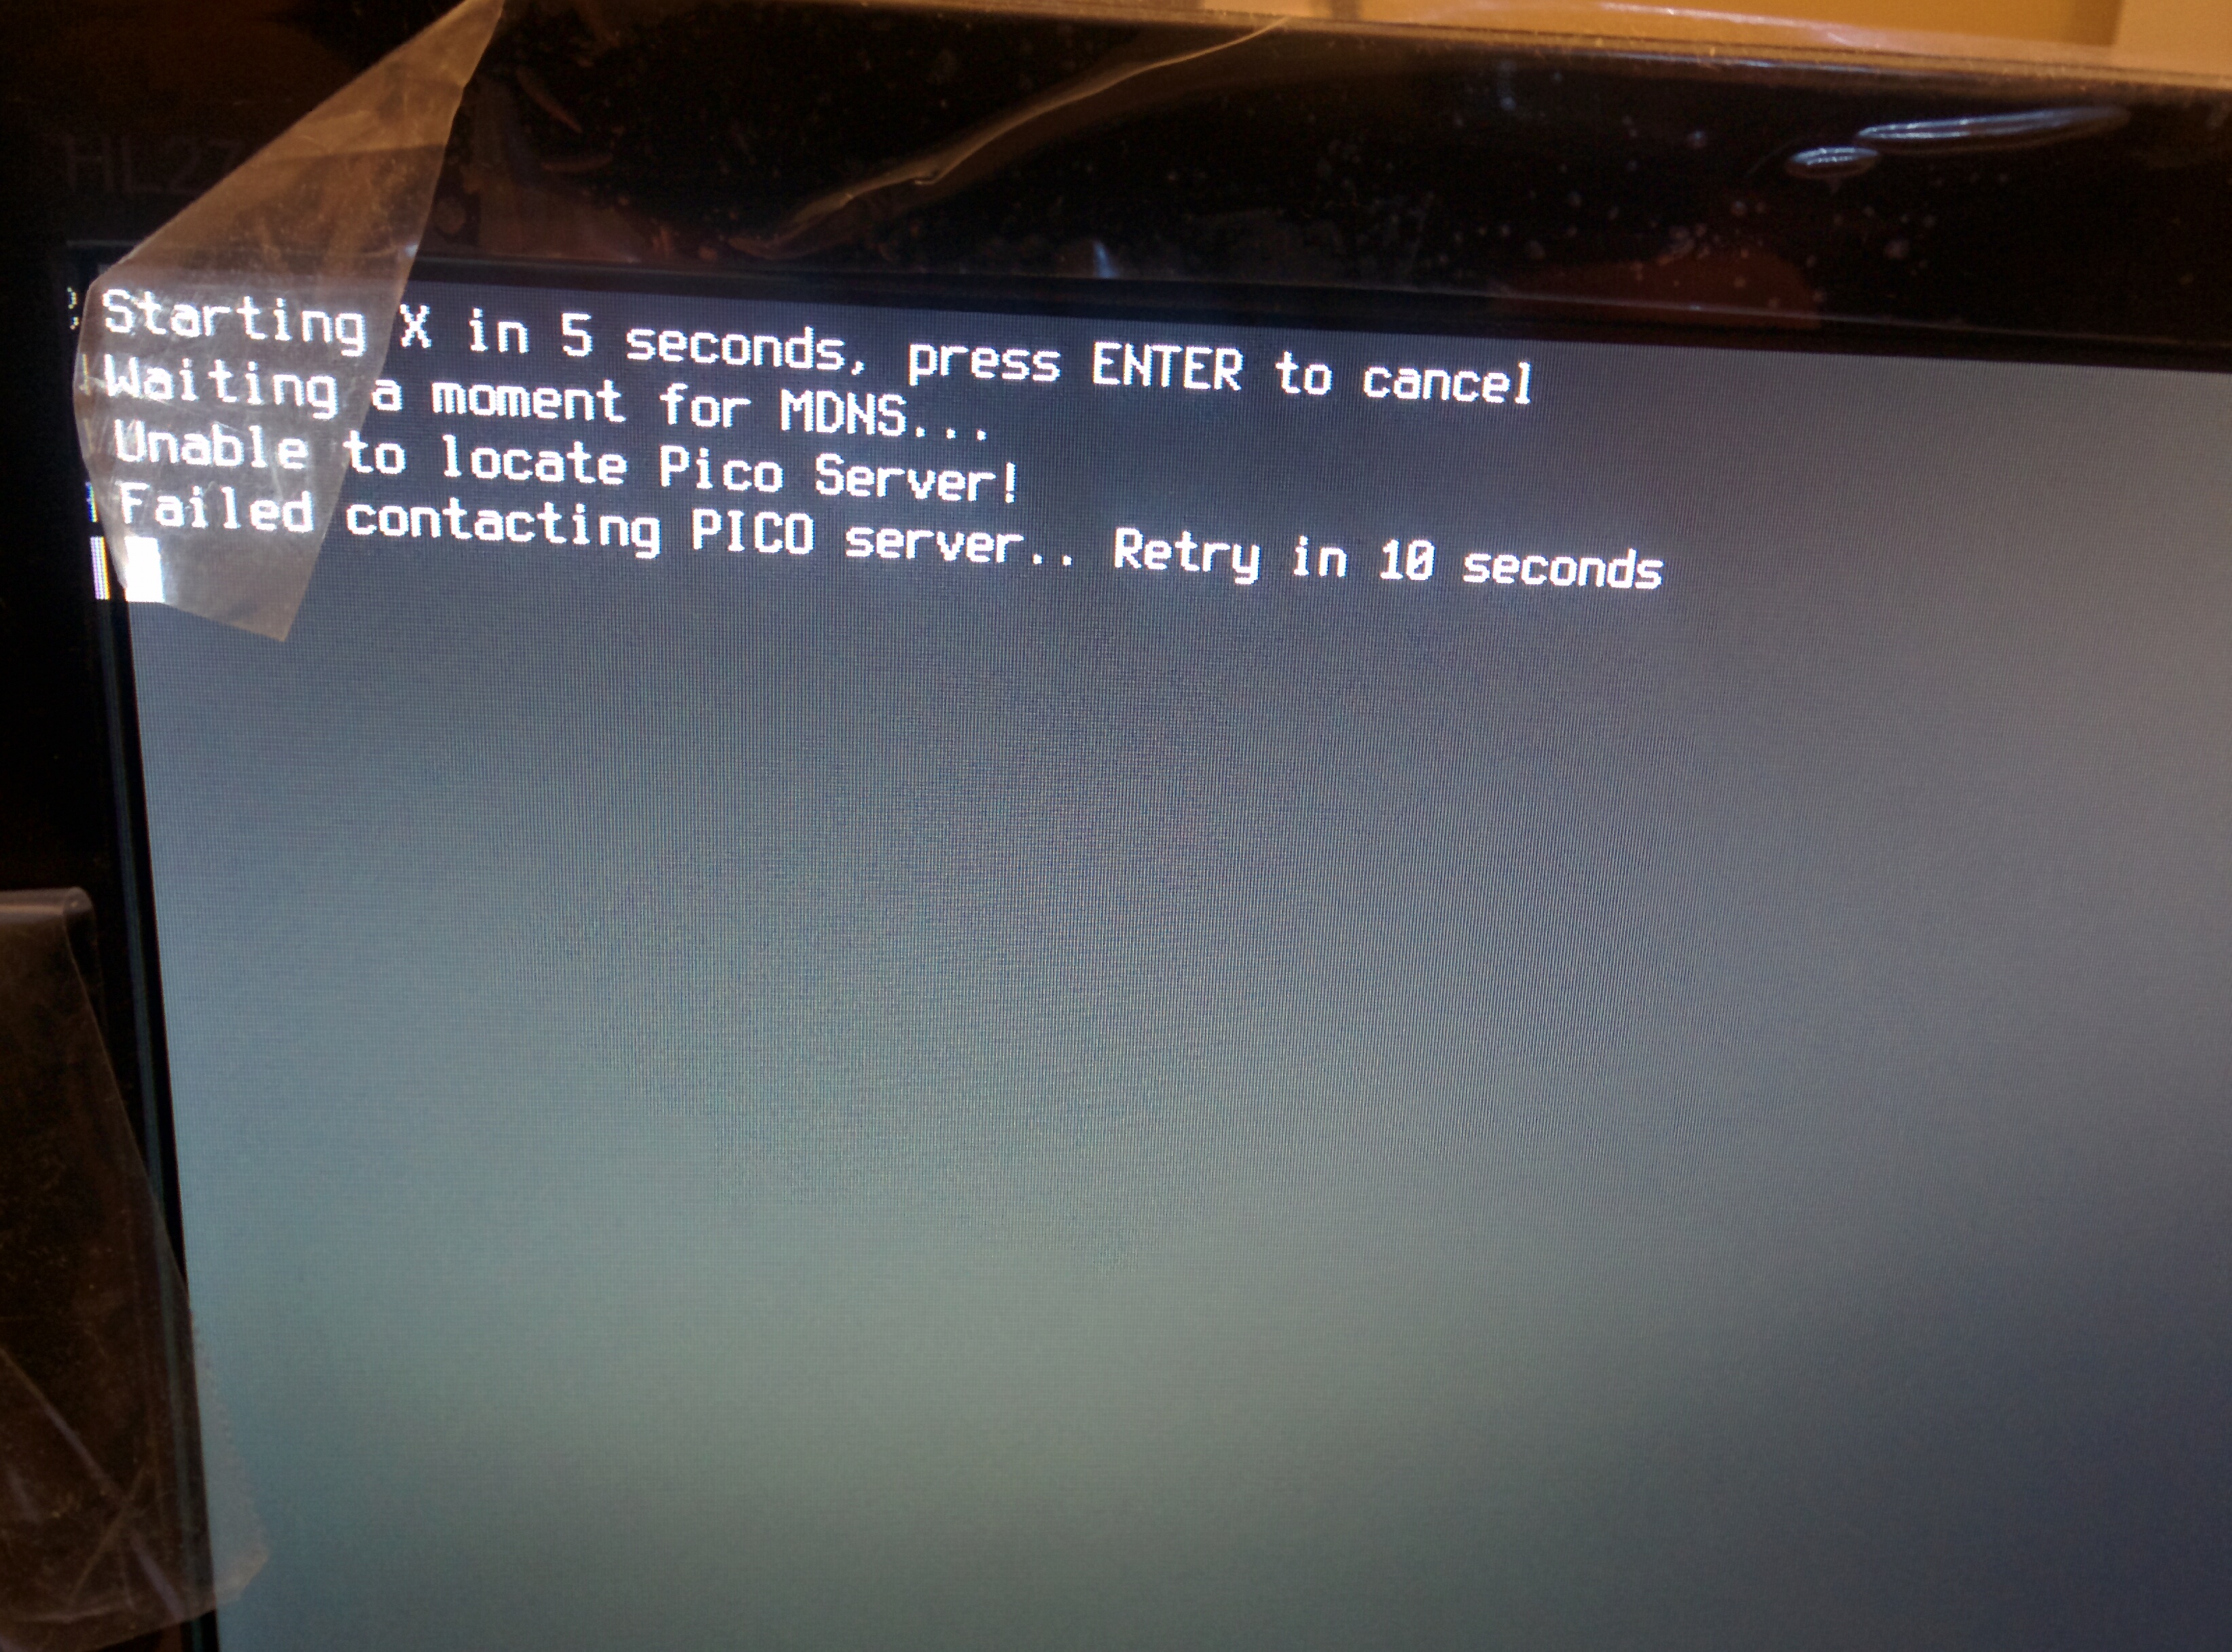 Starting X in 5 seconds, press ENTER to cancel
Waiting a moment for MDNS...
Unable to locate Pico Server!
Failed contacting PICO server.. Retry in 10 seconds